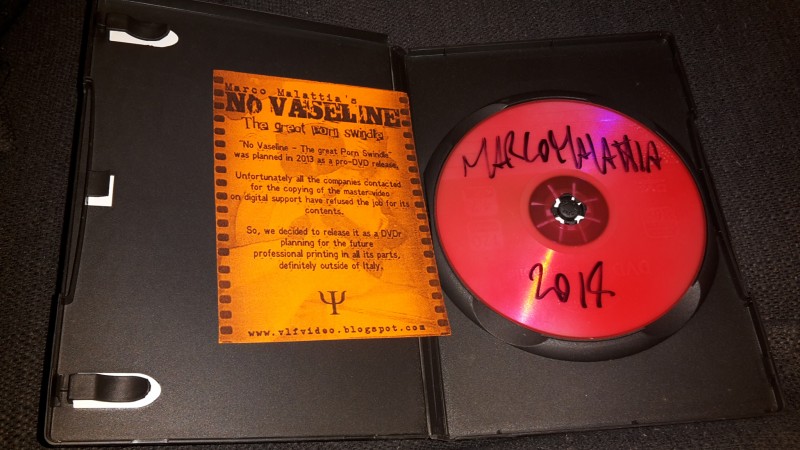 Marco Malattia's
NO VASELINE
The great porn swindle
"No Vaseline - The great Porn Swindle"
was planned in 2013 as a pro-DVD release.
Unfortunately all the companies contacted
for the copying of the master-video
on digital support have refused the job for its
contents.
So, we decided to release it as a DVDr
planning for the future
professional printing in all its parts,
definitely outside of Italy.
Ψ
www.vlfvideo.blogspot.com
MARCO MALATTIA
2014